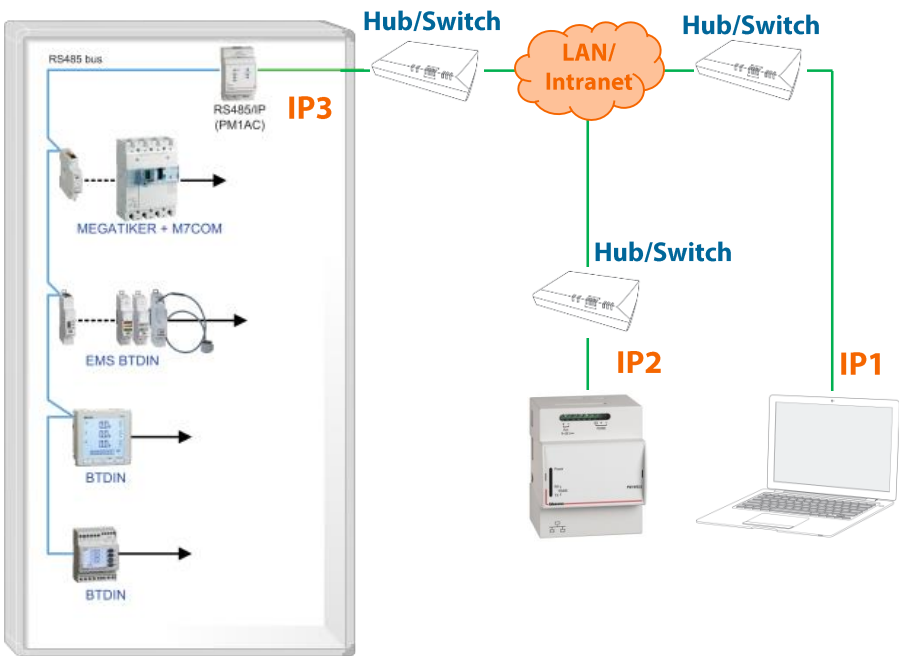 Hub/Switch
Hub/Switch
LAN/
Intranet
RS485 bus
RS485/IP
(PM1AC)
IP3
MEGATIKER + M7COM
Hub/Switch
EMS BTDIN
IP2
IP1
BTDIN
BTDIN